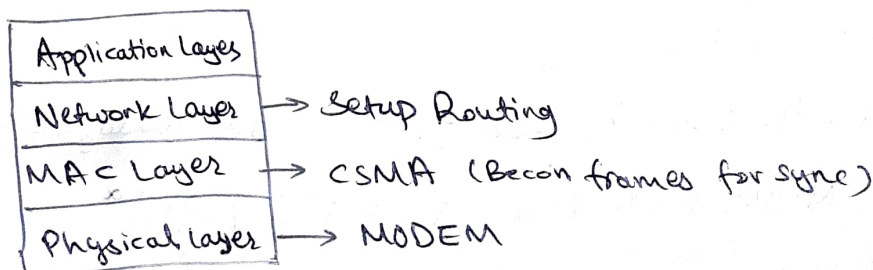 Application Layes
Network Layer → Setup Routing
MAC Layer → CSMA (Becon frames for sync)
Physical layer → MODEM